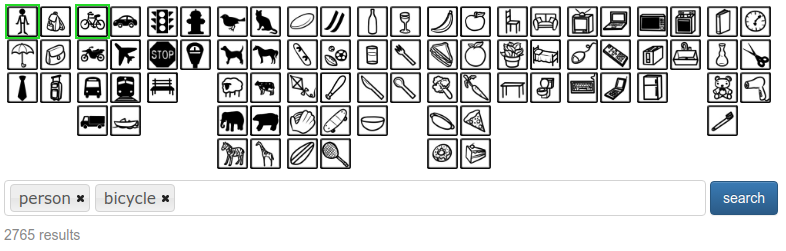 STOP
person ✖ bicycle ✖ search
2765 results